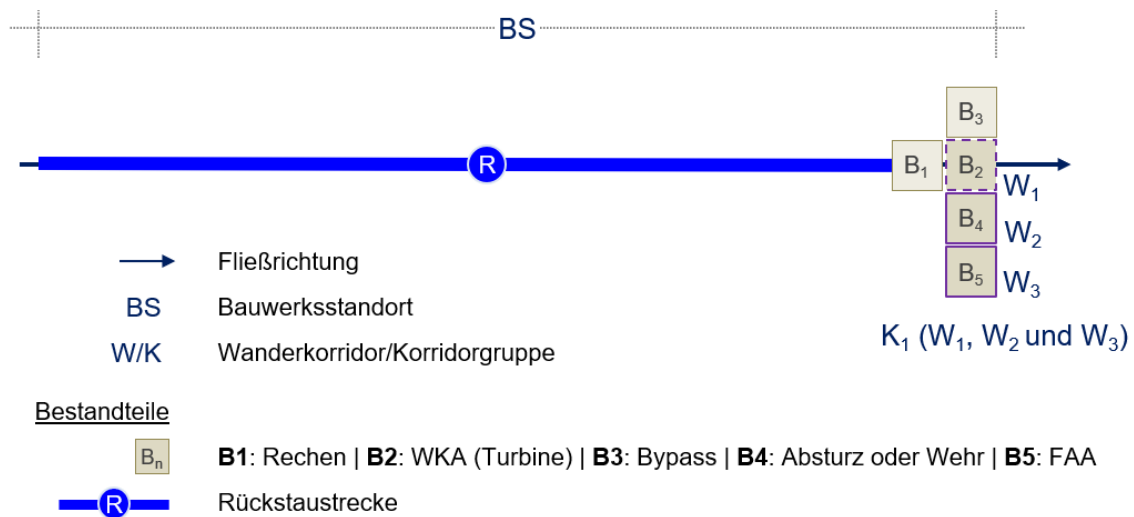 BS
R
B₃
B₁
B₂
W₁
B₄
W₂
B₅
W₃
K₁ (W₁, W₂ und W₃)
Fließrichtung
BS Bauwerksstandort
W/K Wanderkorridor/Korridorgruppe
Bestandteile
Bₙ B1: Rechen | B2: WKA (Turbine) | B3: Bypass | B4: Absturz oder Wehr | B5: FAA
R Rückstaustrecke